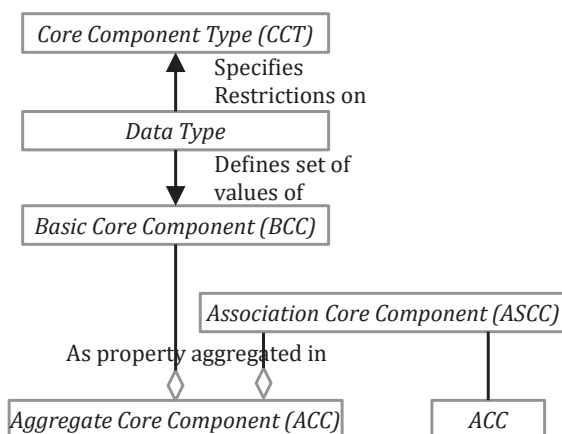 Core Component Type (CCT)
Specifies
Restrictions on
Data Type
Defines set of
values of
Basic Core Component (BCC)
Association Core Component (ASCC)
As property aggregated in
Aggregate Core Component (ACC)
ACC